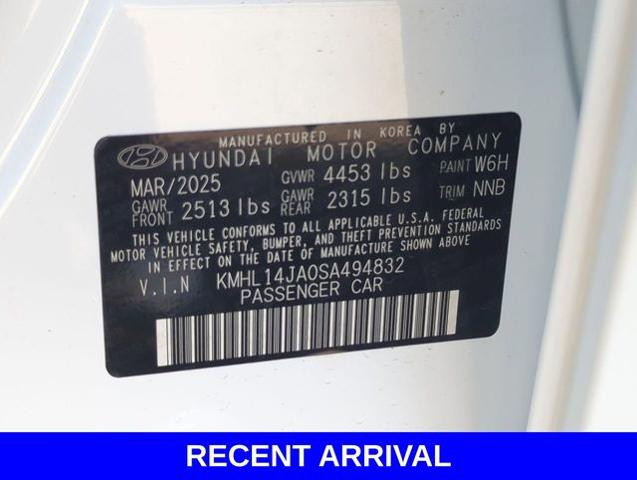 MANUFACTURED IN KOREA BY
HYUNDAI MOTOR COMPANY
MAR/2025 GVWR 4453 lbs PAINT W6H
GAWR FRONT 2513 lbs GAWR REAR 2315 lbs TRIM NNB
THIS VEHICLE CONFORMS TO ALL APPLICABLE U.S.A. FEDERAL
MOTOR VEHICLE SAFETY, BUMPER, AND THEFT PREVENTION STANDARDS
IN EFFECT ON THE DATE OF MANUFACTURE SHOWN ABOVE.
V.I.N KMHL14JA0SA494832
PASSENGER CAR
RECENT ARRIVAL